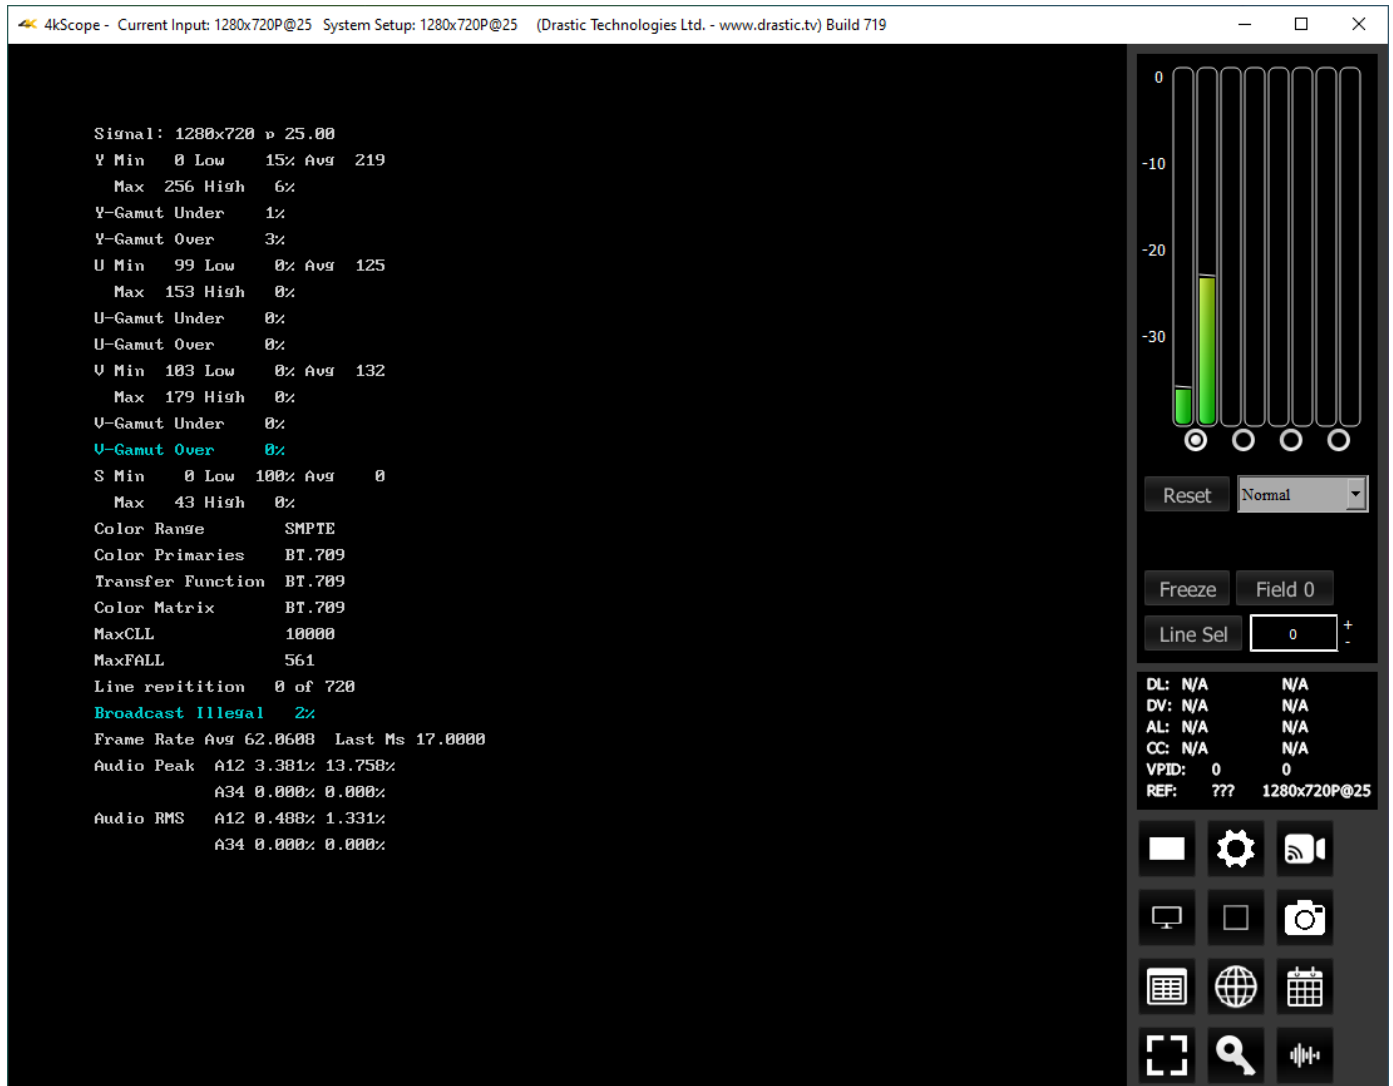 4K 4kScope - Current Input: 1280x720P@25 System Setup: 1280x720P@25 (Drastic Technologies Ltd. - www.drastic.tv) Build 719
Signal: 1280x720 p 25.00
Y Min 0 Low 15% Avg 219
Max 256 High 6%
Y-Gamut Under 1%
Y-Gamut Over 3%
U Min 99 Low 0% Avg 125
Max 153 High 0%
U-Gamut Under 0%
U-Gamut Over 0%
V Min 103 Low 0% Avg 132
Max 179 High 0%
V-Gamut Under 0%
V-Gamut Over 0%
S Min 0 Low 100% Avg 0
Max 43 High 0%
Color Range SMPTE
Color Primaries BT.709
Transfer Function BT.709
Color Matrix BT.709
MaxCLL 10000
MaxFALL 561
Line repitition 0 of 720
Broadcast Illegal 2%
Frame Rate Avg 62.0608 Last Ms 17.0000
Audio Peak A12 3.381% 13.758%
A34 0.000% 0.000%
Audio RMS A12 0.488% 1.331%
A34 0.000% 0.000%
0
-10
-20
-30
Reset Normal
Freeze Field 0
Line Sel 0 + -
DL: N/A N/A
DV: N/A N/A
AL: N/A N/A
CC: N/A N/A
VPID: 0 0
REF: ??? 1280x720P@25